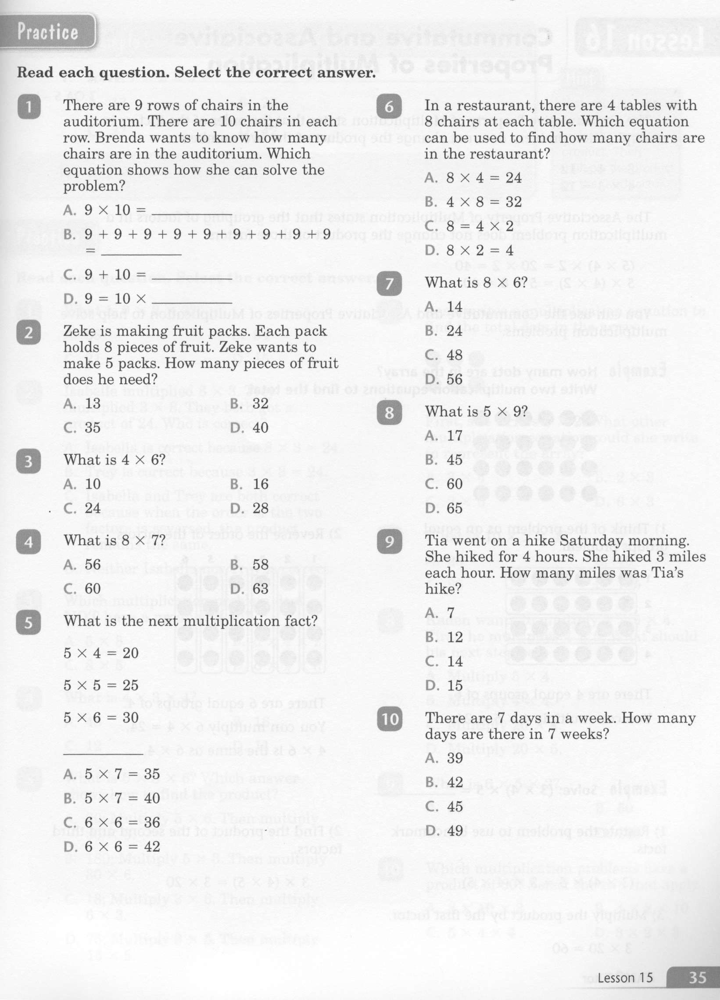 Practice
Read each question. Select the correct answer.
1
There are 9 rows of chairs in the
auditorium. There are 10 chairs in each
row. Brenda wants to know how many
chairs are in the auditorium. Which
equation shows how she can solve the
problem?
A. 9 × 10 = ________
B. 9 + 9 + 9 + 9 + 9 + 9 + 9 + 9 + 9
= ________
C. 9 + 10 = ________
D. 9 = 10 × ________
2
Zeke is making fruit packs. Each pack
holds 8 pieces of fruit. Zeke wants to
make 5 packs. How many pieces of fruit
does he need?
A. 13 B. 32
C. 35 D. 40
3
What is 4 × 6?
A. 10 B. 16
C. 24 D. 28
4
What is 8 × 7?
A. 56 B. 58
C. 60 D. 63
5
What is the next multiplication fact?
5 × 4 = 20
5 × 5 = 25
5 × 6 = 30
________
A. 5 × 7 = 35
B. 5 × 7 = 40
C. 6 × 6 = 36
D. 6 × 6 = 42
6
In a restaurant, there are 4 tables with
8 chairs at each table. Which equation
can be used to find how many chairs are
in the restaurant?
A. 8 × 4 = 24
B. 4 × 8 = 32
C. 8 = 4 × 2
D. 8 × 2 = 4
7
What is 8 × 6?
A. 14
B. 24
C. 48
D. 56
8
What is 5 × 9?
A. 17
B. 45
C. 60
D. 65
9
Tia went on a hike Saturday morning.
She hiked for 4 hours. She hiked 3 miles
each hour. How many miles was Tia's
hike?
A. 7
B. 12
C. 14
D. 15
10
There are 7 days in a week. How many
days are there in 7 weeks?
A. 39
B. 42
C. 45
D. 49
Lesson 15 35